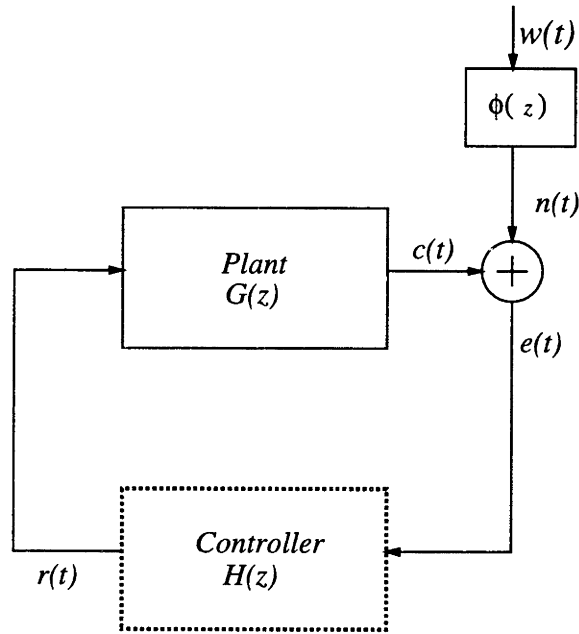 w(t)
ϕ( z )
n(t)
Plant
G(z)
c(t)
+
e(t)
Controller
H(z)
r(t)